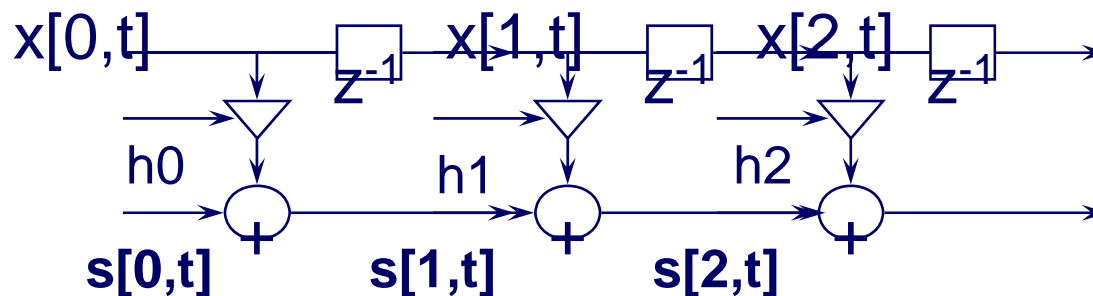 x[0,t] x[1,t] x[2,t]
z-1 z-1 z-1
h0 h1 h2
+ + +
s[0,t] s[1,t] s[2,t]